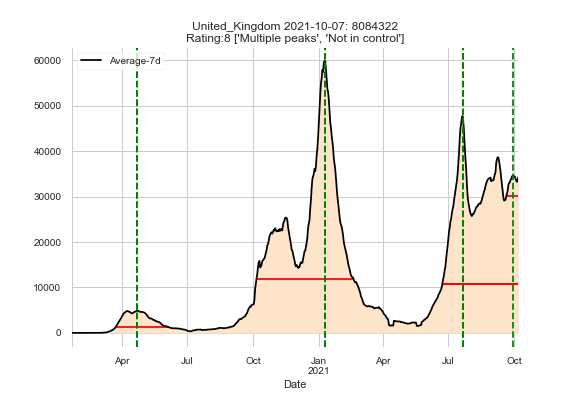 United_Kingdom 2021-10-07: 8084322
Rating:8 ['Multiple peaks', 'Not in control']
Average-7d
60000
50000
40000
30000
20000
10000
0
Apr Jul Oct Jan Apr Jul Oct
2021
Date